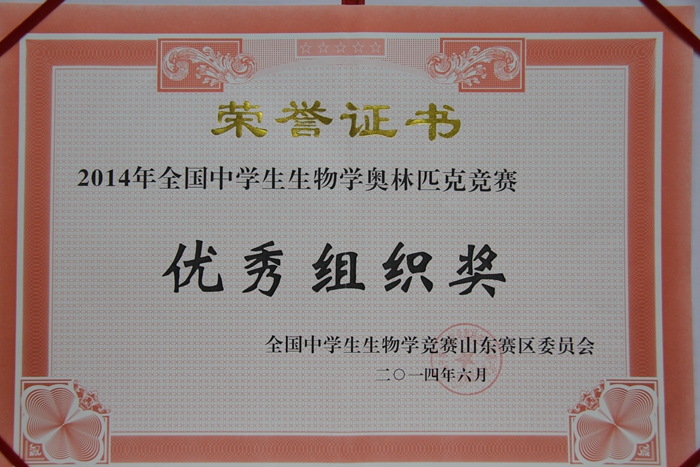 荣誉证书
2014年全国中学生生物学奥林匹克竞赛
优秀组织奖
全国中学生生物学竞赛山东赛区委员会
二〇一四年六月